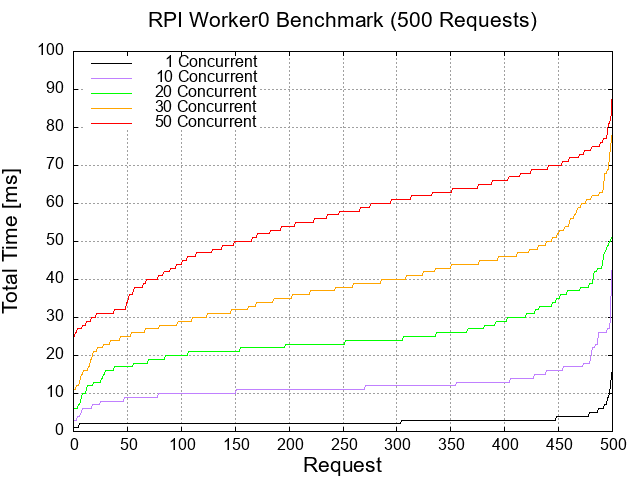 RPI Worker0 Benchmark (500 Requests)
100
90
80
70
60
50
40
30
20
10
0
Total Time [ms]
1 Concurrent
10 Concurrent
20 Concurrent
30 Concurrent
50 Concurrent
0 50 100 150 200 250 300 350 400 450 500
Request